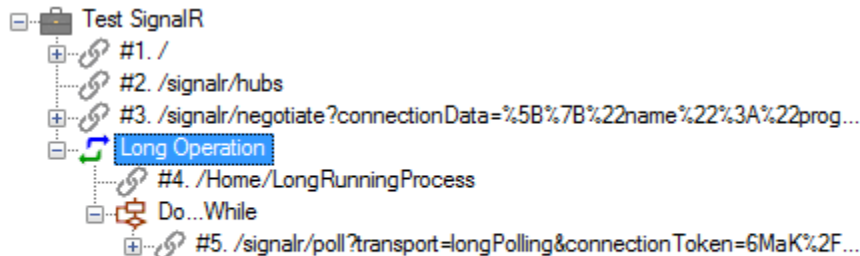 Test SignalR
#1. /
#2. /signalr/hubs
#3. /signalr/negotiate?connectionData=%5B%7B%22name%22%3A%22prog...
Long Operation
#4. /Home/LongRunningProcess
Do...While
#5. /signalr/poll?transport=longPolling&connectionToken=6MaK%2F...